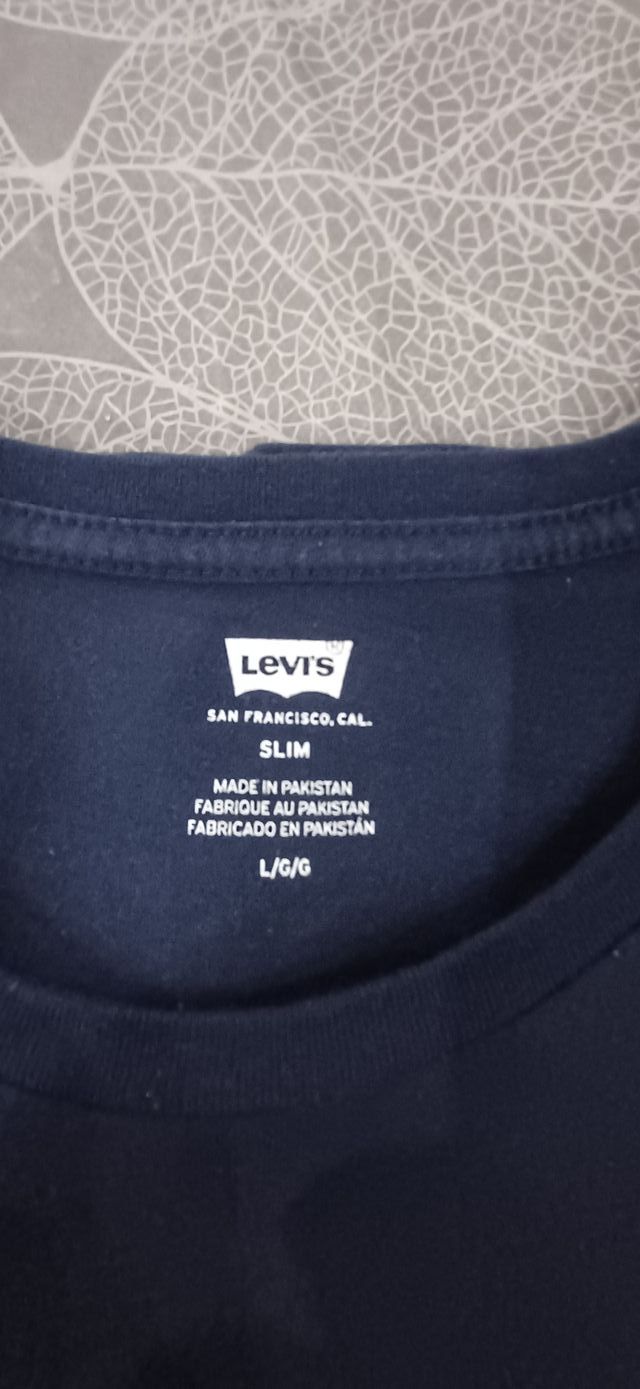 Levi's
SAN FRANCISCO, CAL.
SLIM
MADE IN PAKISTAN
FABRIQUE AU PAKISTAN
FABRICADO EN PAKISTÁN
L/G/G